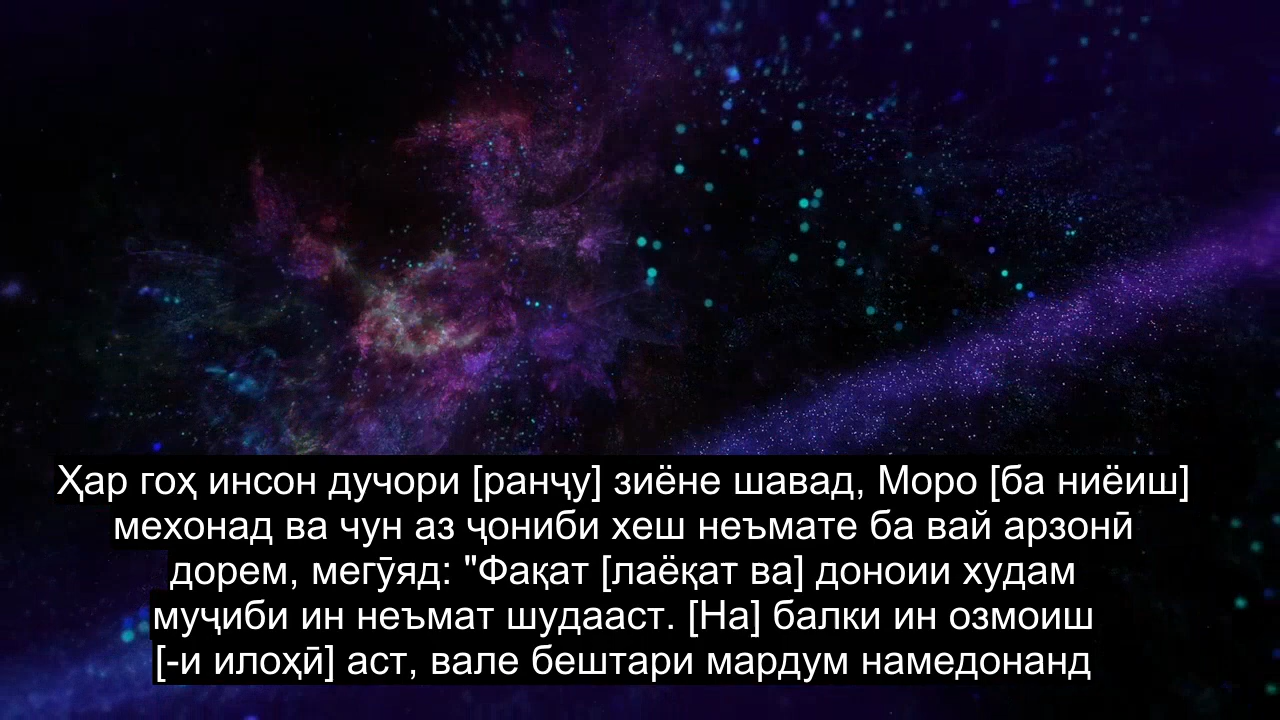 Ҳар гоҳ инсон дучори [ранҷу] зиёне шавад, Моро [ба ниёиш]
мехонад ва чун аз ҷониби хеш неъмате ба вай арзонӣ
дорем, мегӯяд: "Фақат [лаёқат ва] доноии худам
муҷиби ин неъмат шудааст. [На] балки ин озмоиш
[-и илоҳӣ] аст, вале бештари мардум намедонанд